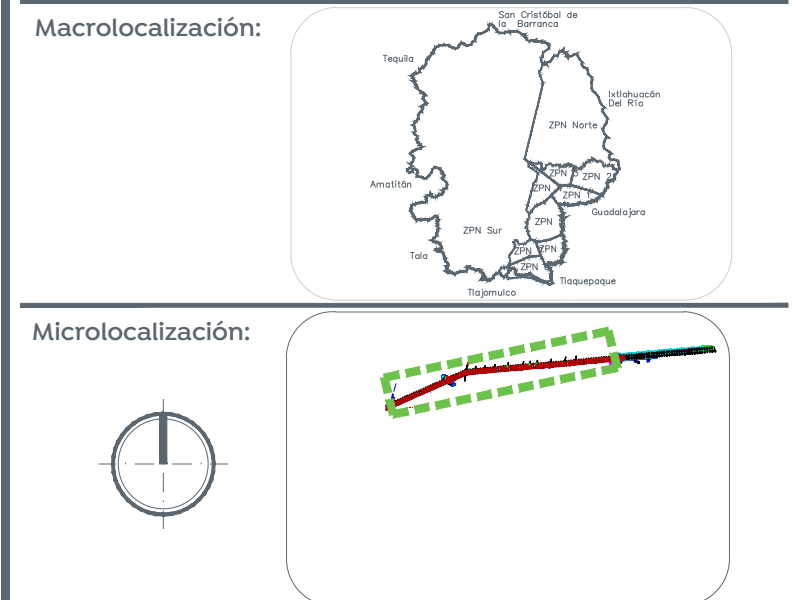 Macrolocalización:
San Cristóbal de
la Barranca
Tequila
Ixtlahuacán
Del Río
ZPN Norte
ZPN
ZPN 2
Amatitán
ZPN
ZPN 1
Guadalajara
ZPN
ZPN Sur
ZPN
ZPN
Tala
ZPN
Tlaquepaque
Tlajomulco
Microlocalización: